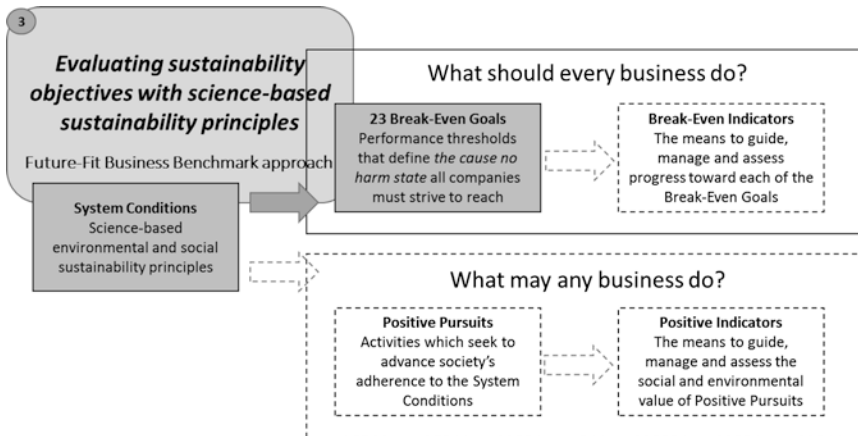 3
Evaluating sustainability
objectives with science-based
sustainability principles
Future-Fit Business Benchmark approach
System Conditions
Science-based
environmental and social
sustainability principles
What should every business do?
23 Break-Even Goals
Performance thresholds
that define the cause no
harm state all companies
must strive to reach
Break-Even Indicators
The means to guide,
manage and assess
progress toward each of the
Break-Even Goals
What may any business do?
Positive Pursuits
Activities which seek to
advance society's
adherence to the System
Conditions
Positive Indicators
The means to guide,
manage and assess the
social and environmental
value of Positive Pursuits